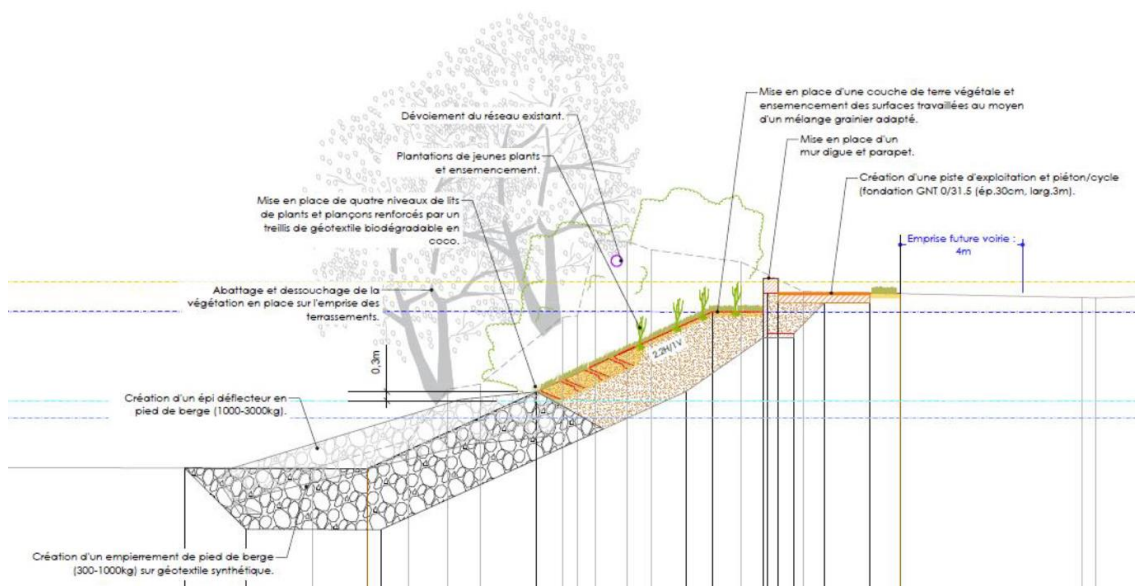 Mise en place d'une couche de terre végétale et
ensemencement des surfaces travaillées au moyen
d'un mélange grainier adapté.
Dévoiement du réseau existant.
Mise en place d'un
mur digue et parapet.
Plantations de jeunes plants
et ensemencement.
Création d'une piste d'exploitation et piéton/cycle
(fondation GNT 0/31.5 (ép.30cm, larg.3m).
Mise en place de quatre niveaux de lits
de plants et plançons renforcés par un
treillis de géotextile biodégradable en
coco.
Emprise future voirie :
4m
Abattage et dessouchage de la
végétation en place sur l'emprise des
terrassements.
2.2H/1V
0,3m
Création d'un épi déflecteur en
pied de berge (1000-3000kg).
Création d'un empierrement de pied de berge
(300-1000kg) sur géotextile synthétique.